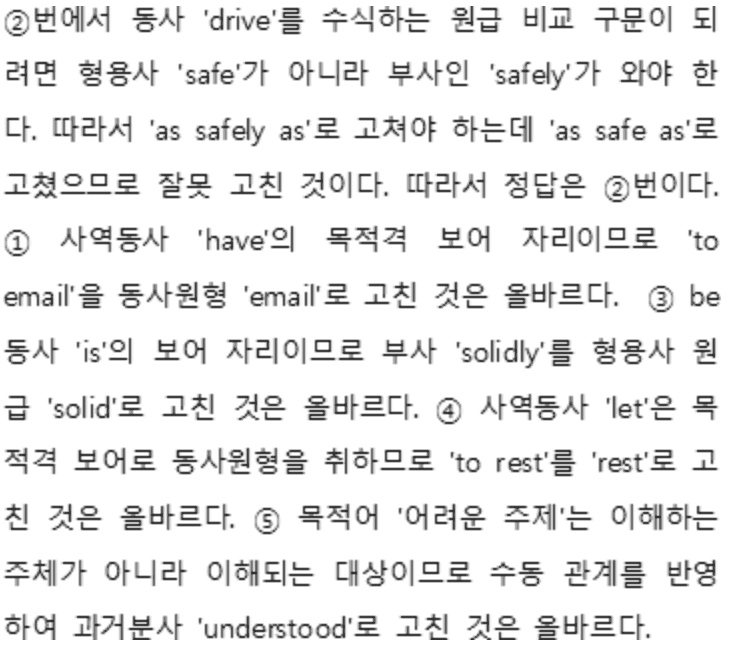 ②번에서 동사 'drive'를 수식하는 원급 비교 구문이 되
려면 형용사 'safe'가 아니라 부사인 'safely'가 와야 한
다. 따라서 'as safely as'로 고쳐야 하는데 'as safe as'로
고쳤으므로 잘못 고친 것이다. 따라서 정답은 ②번이다.
① 사역동사 'have'의 목적격 보어 자리이므로 'to
email'을 동사원형 'email'로 고친 것은 올바르다. ③ be
동사 'is'의 보어 자리이므로 부사 'solidly'를 형용사 원
급 'solid'로 고친 것은 올바르다. ④ 사역동사 'let'은 목
적격 보어로 동사원형을 취하므로 'to rest'를 'rest'로 고
친 것은 올바르다. ⑤ 목적어 '어려운 주제'는 이해하는
주체가 아니라 이해되는 대상이므로 수동 관계를 반영
하여 과거분사 'understood'로 고친 것은 올바르다.